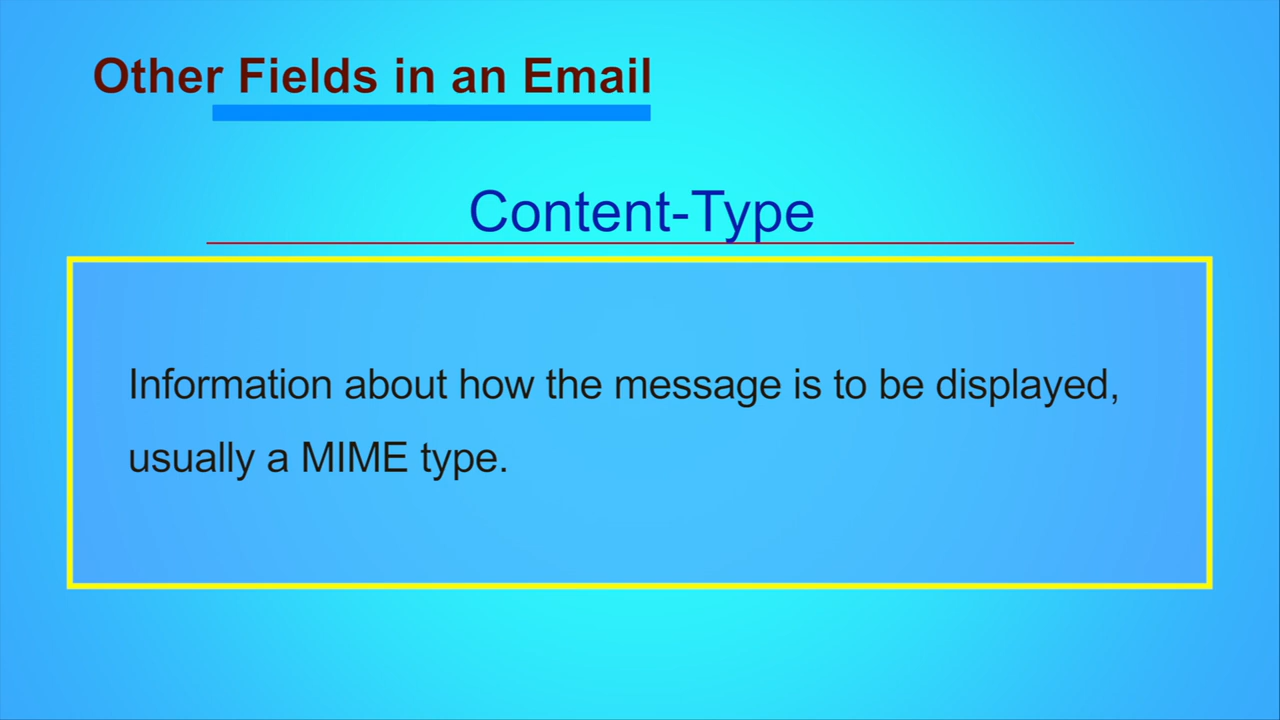 Other Fields in an Email
Content-Type
Information about how the message is to be displayed,
usually a MIME type.